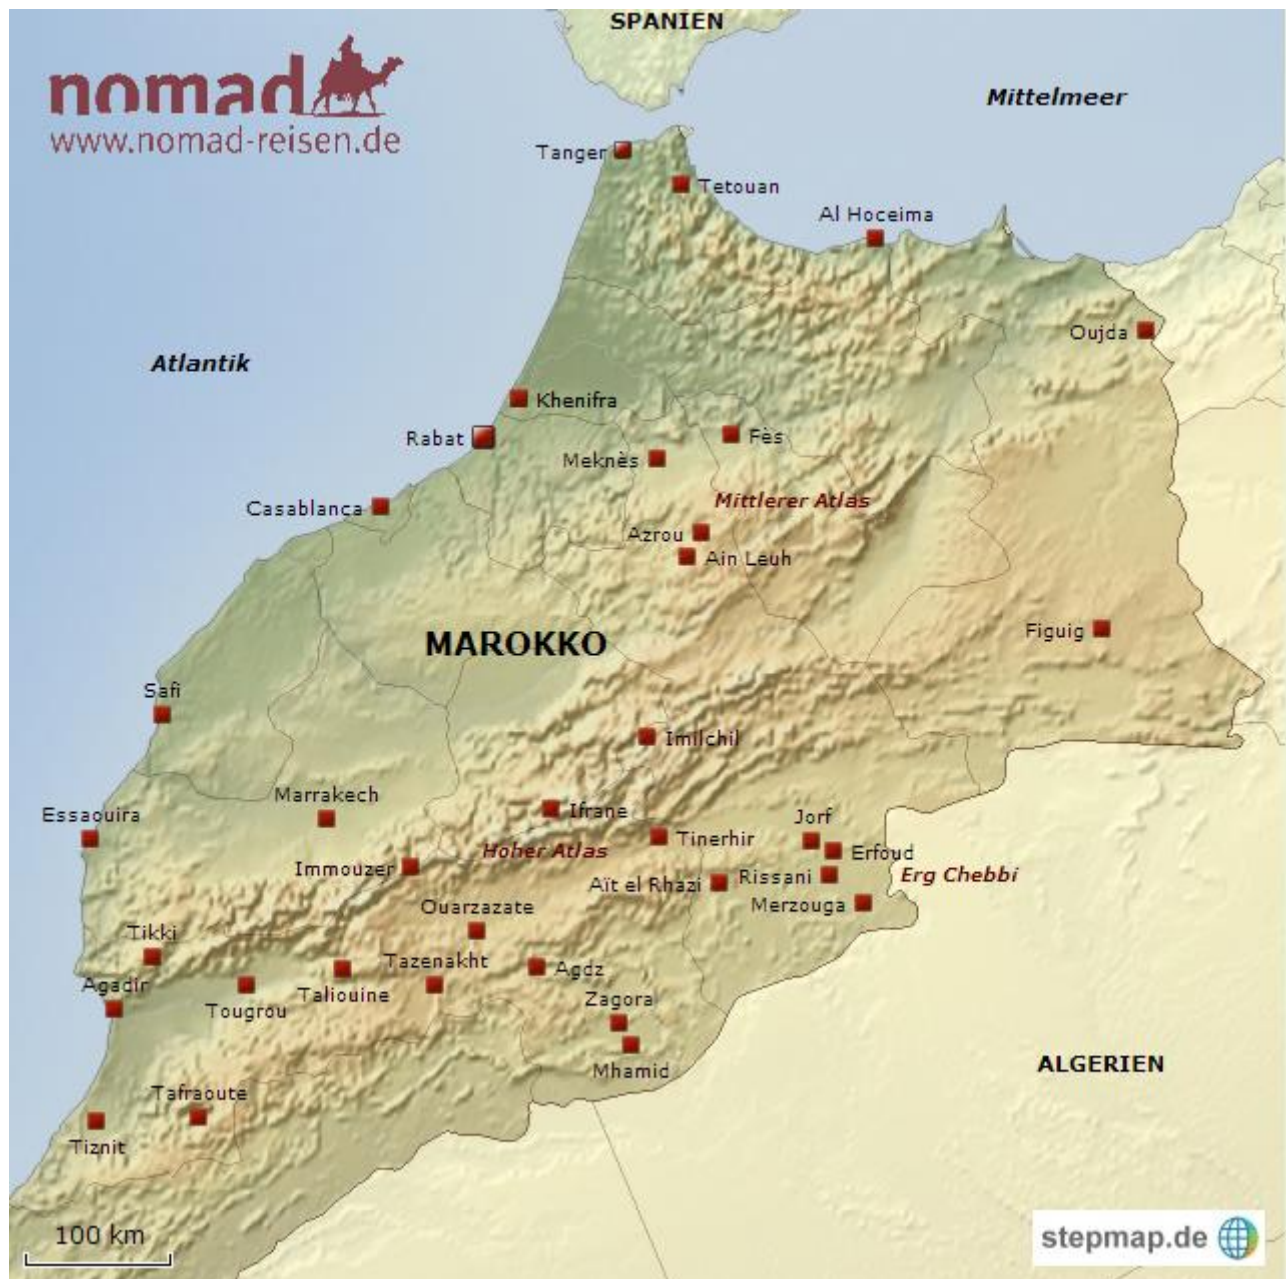 SPANIEN
nomad
www.nomad-reisen.de
Mittelmeer
Tanger
Tetouan
Al Hoceima
Oujda
Atlantik
Khenifra
Rabat
Fès
Meknès
Mittlerer Atlas
Casablanca
Azrou
Ain Leuh
MAROKKO
Figuig
Safi
Imilchil
Marrakech
Essaouira
Ifrane
Jorf
Tinerhir
Hoher Atlas
Erfoud
Immouzer
Erg Chebbi
Rissani
Aït el Rhazi
Merzouga
Ouarzazate
Tikki
Tazenakht
Agdz
Agadir
Taliouine
Zagora
Tougrou
Mhamid
ALGERIEN
Tafraoute
Tiznit
100 km
stepmap.de